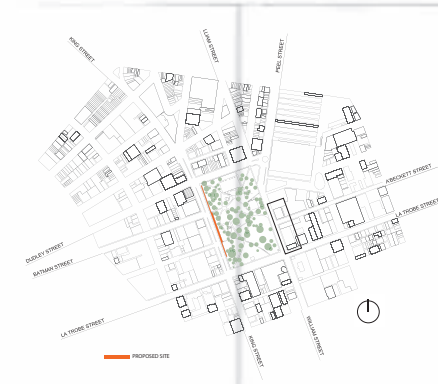 KING STREET
LLIAM STREET
PEEL STREET
A'BECKETT STREET
LA TROBE STREET
DUDLEY STREET
BATMAN STREET
LA TROBE STREET
KING STREET
WILLIAM STREET
PROPOSED SITE